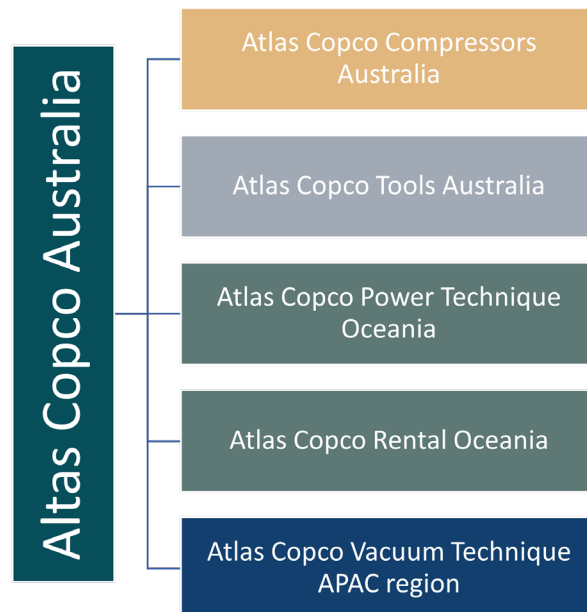 Altas Copco Australia
Atlas Copco Compressors
Australia
Atlas Copco Tools Australia
Atlas Copco Power Technique
Oceania
Atlas Copco Rental Oceania
Atlas Copco Vacuum Technique
APAC region